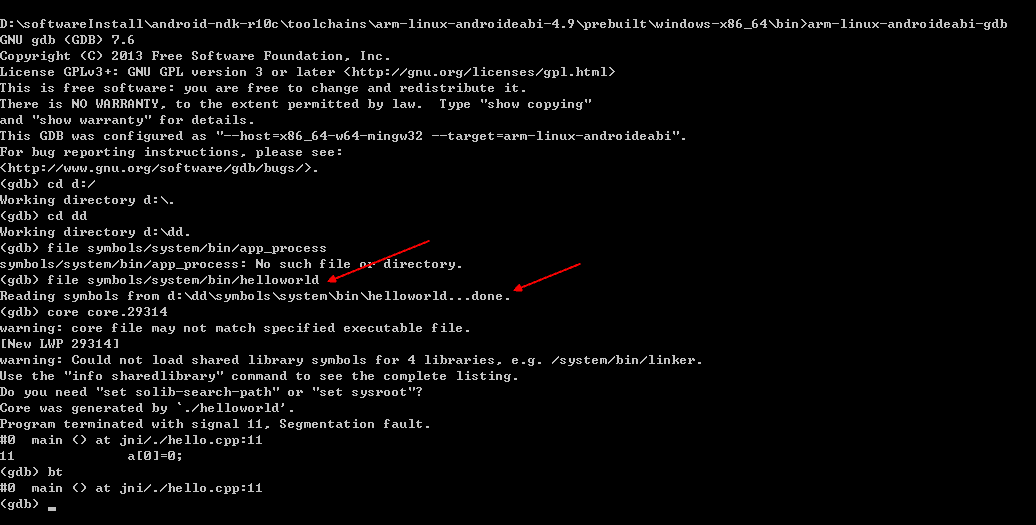 D:\softwareInstall\android-ndk-r10c\toolchains\arm-linux-androideabi-4.9\prebuilt\windows-x86_64\bin>arm-linux-androideabi-gdb
GNU gdb (GDB) 7.6
Copyright (C) 2013 Free Software Foundation, Inc.
License GPLv3+: GNU GPL version 3 or later <http://gnu.org/licenses/gpl.html>
This is free software: you are free to change and redistribute it.
There is NO WARRANTY, to the extent permitted by law.  Type "show copying"
and "show warranty" for details.
This GDB was configured as "--host=x86_64-w64-mingw32 --target=arm-linux-androideabi".
For bug reporting instructions, please see:
<http://www.gnu.org/software/gdb/bugs/>.
(gdb) cd d:/
Working directory d:\.
(gdb) cd dd
Working directory d:\dd.
(gdb) file symbols/system/bin/app_process
symbols/system/bin/app_process: No such file or directory.
(gdb) file symbols/system/bin/helloworld
Reading symbols from d:\dd\symbols\system\bin\helloworld...done.
(gdb) core core.29314
warning: core file may not match specified executable file.
[New LWP 29314]
warning: Could not load shared library symbols for 4 libraries, e.g. /system/bin/linker.
Use the "info sharedlibrary" command to see the complete listing.
Do you need "set solib-search-path" or "set sysroot"?
Core was generated by `./helloworld'.
Program terminated with signal 11, Segmentation fault.
#0  main () at jni/./hello.cpp:11
11              a[0]=0;
(gdb) bt
#0  main () at jni/./hello.cpp:11
(gdb) _